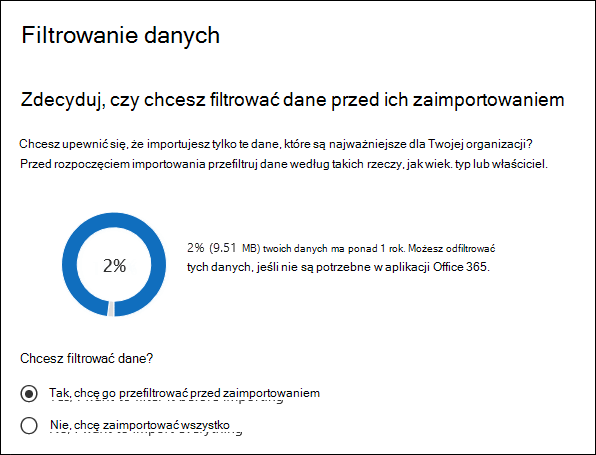 Filtrowanie danych
Zdecyduj, czy chcesz filtrować dane przed ich zaimportowaniem
Chcesz upewnić się, że importujesz tylko te dane, które są najważniejsze dla Twojej organizacji?
Przed rozpoczęciem importowania przefiltruj dane według takich rzeczy, jak wiek. typ lub właściciel.
2%
2% (9.51 MB) twoich danych ma ponad 1 rok. Możesz odfiltrować
tych danych, jeśli nie są potrzebne w aplikacji Office 365.
Chcesz filtrować dane?
Tak, chcę go przefiltrować przed zaimportowaniem
Nie, chcę zaimportować wszystko